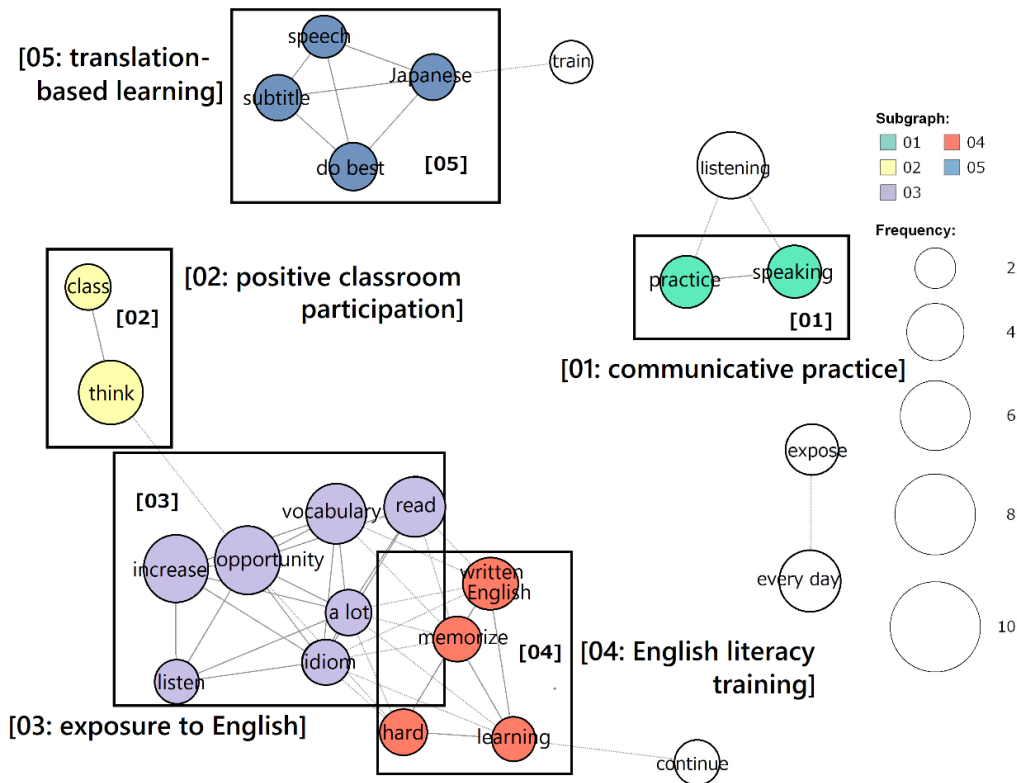 [05: translation-
based learning]
speech
Japanese
subtitle
do best
[05]
train
listening
practice
speaking
[01]
[01: communicative practice]
Subgraph:
01
04
02
05
03
Frequency:
2
4
6
8
10
class
[02]
think
[02: positive classroom
participation]
[03]
vocabulary
read
increase
opportunity
a lot
idiom
listen
[03: exposure to English]
written
English
memorize
[04]
hard
learning
[04: English literacy
training]
expose
every day
continue